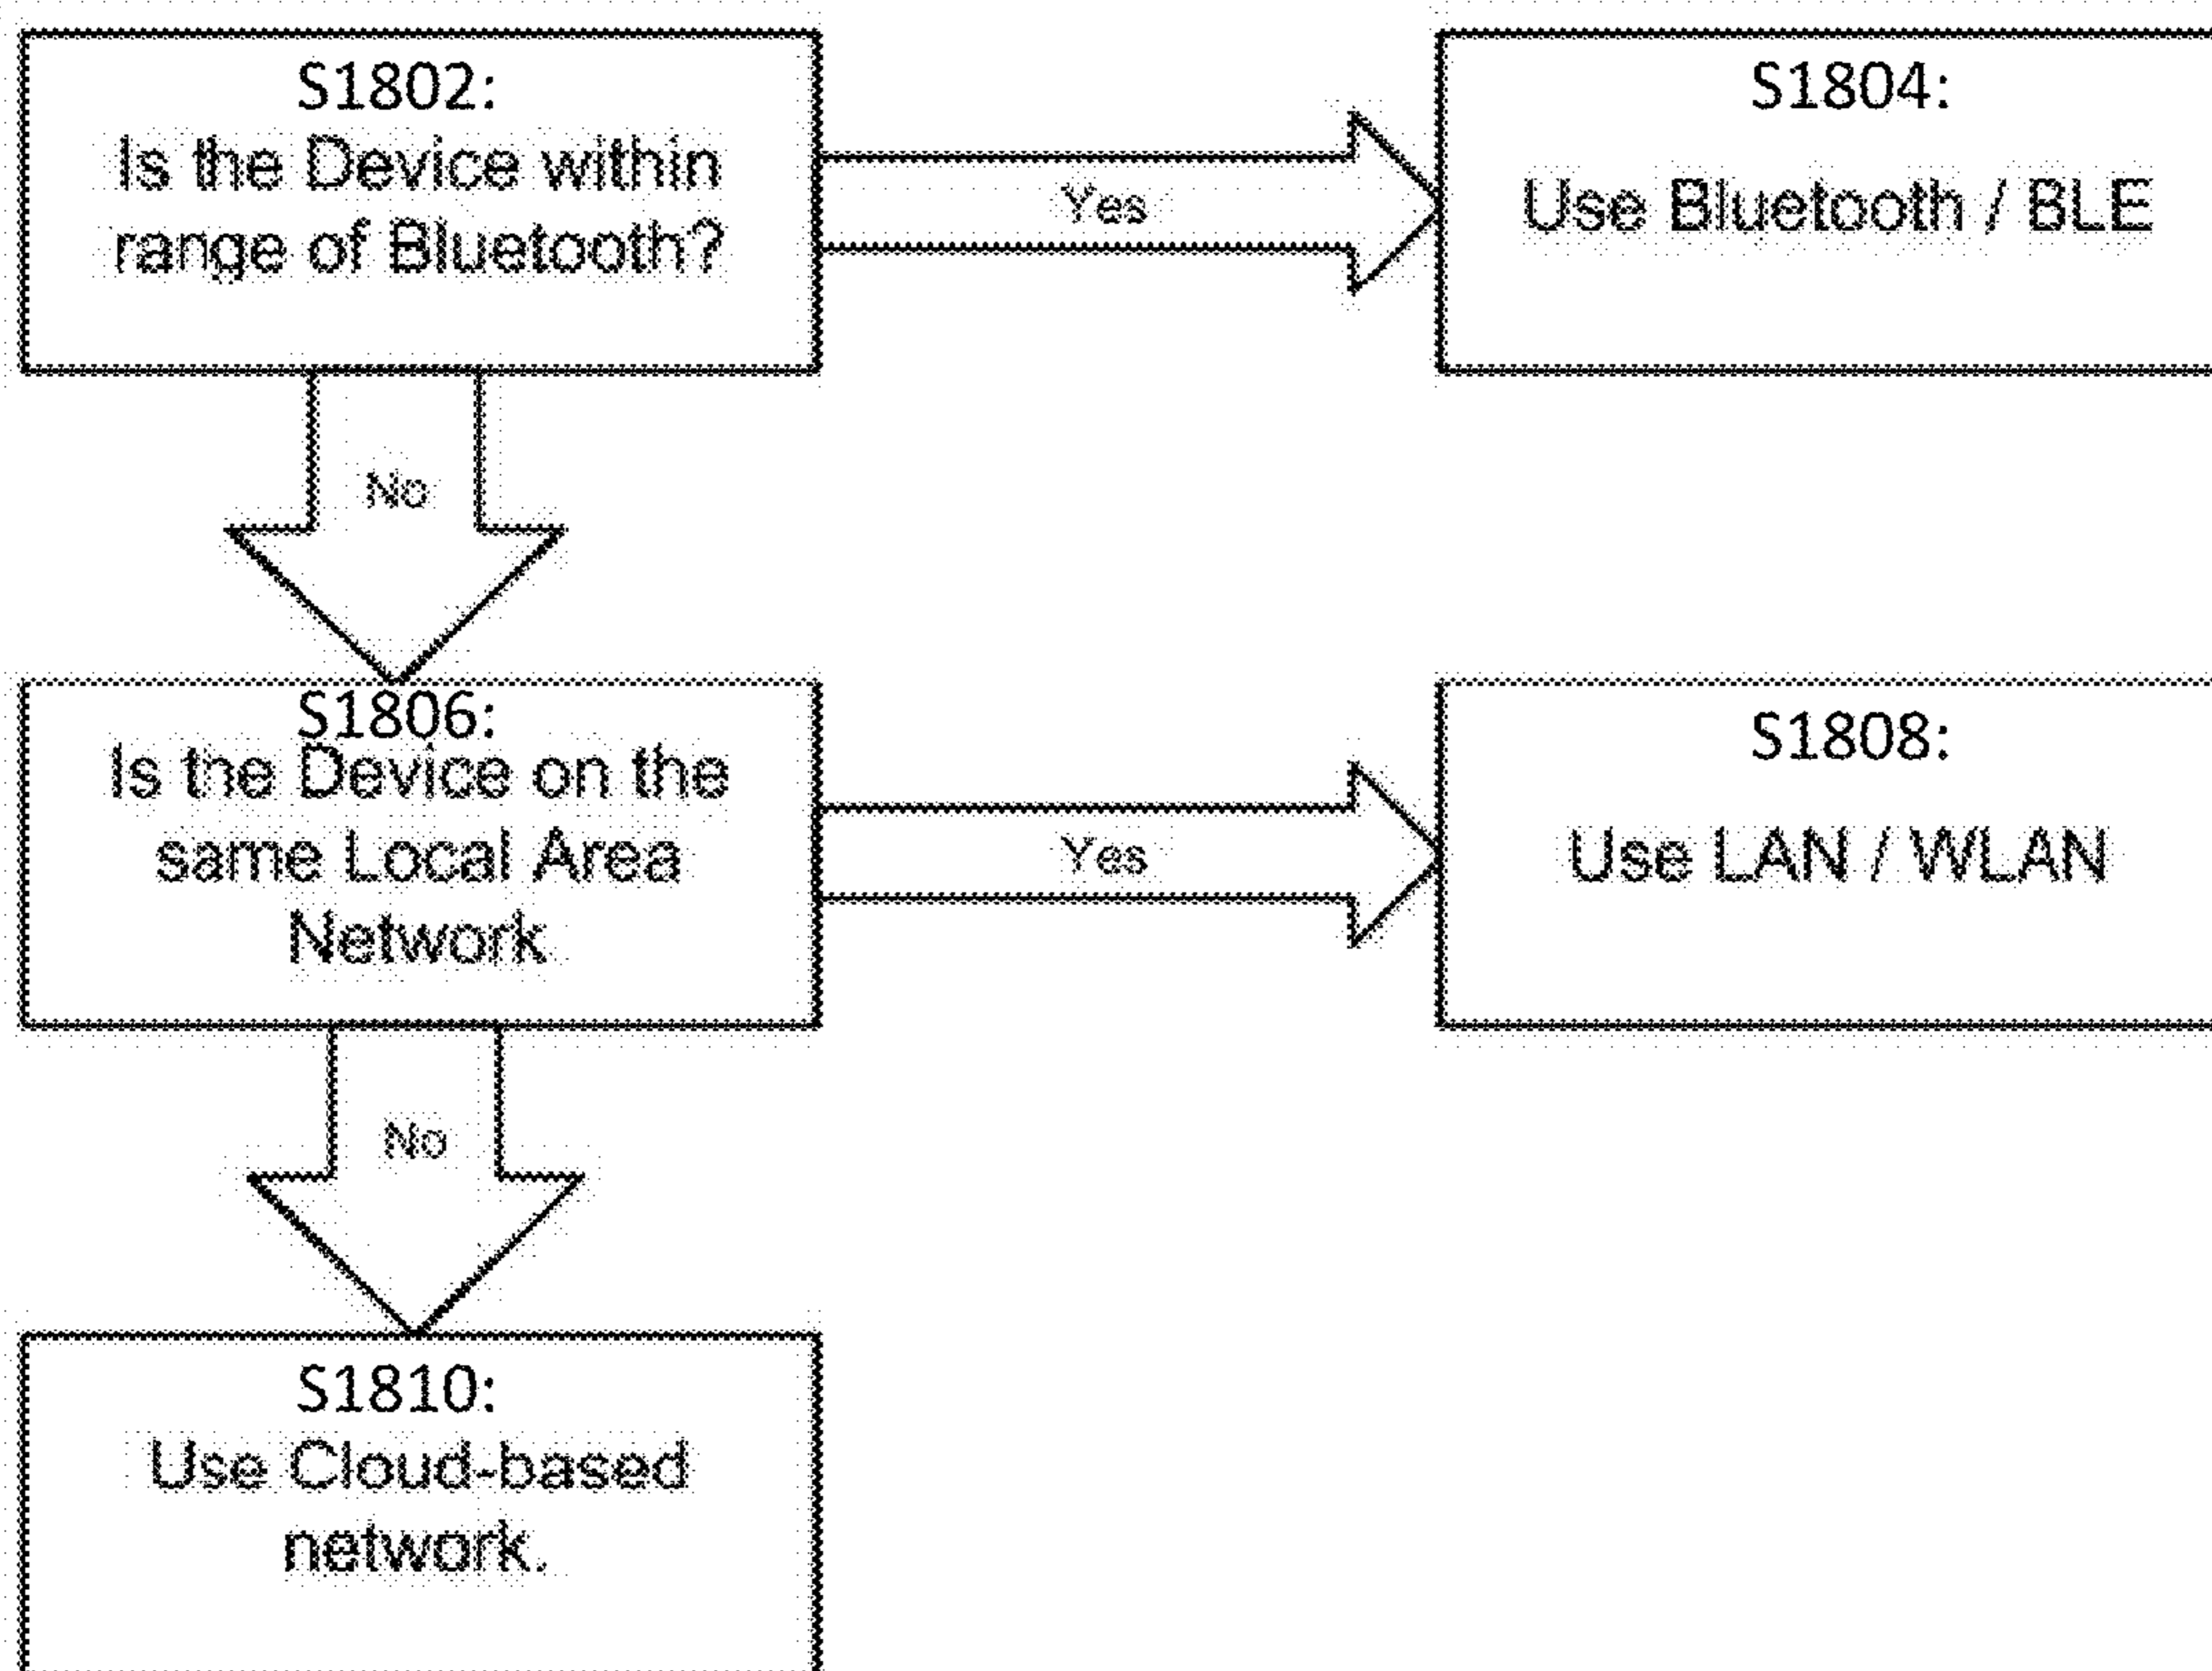 S1802:
Is the Device within
range of Bluetooth?
Yes
S1804:
Use Bluetooth / BLE
No
S1806:
Is the Device on the
same Local Area
Network
Yes
S1808:
Use LAN / WLAN
No
S1810:
Use Cloud-based
network.